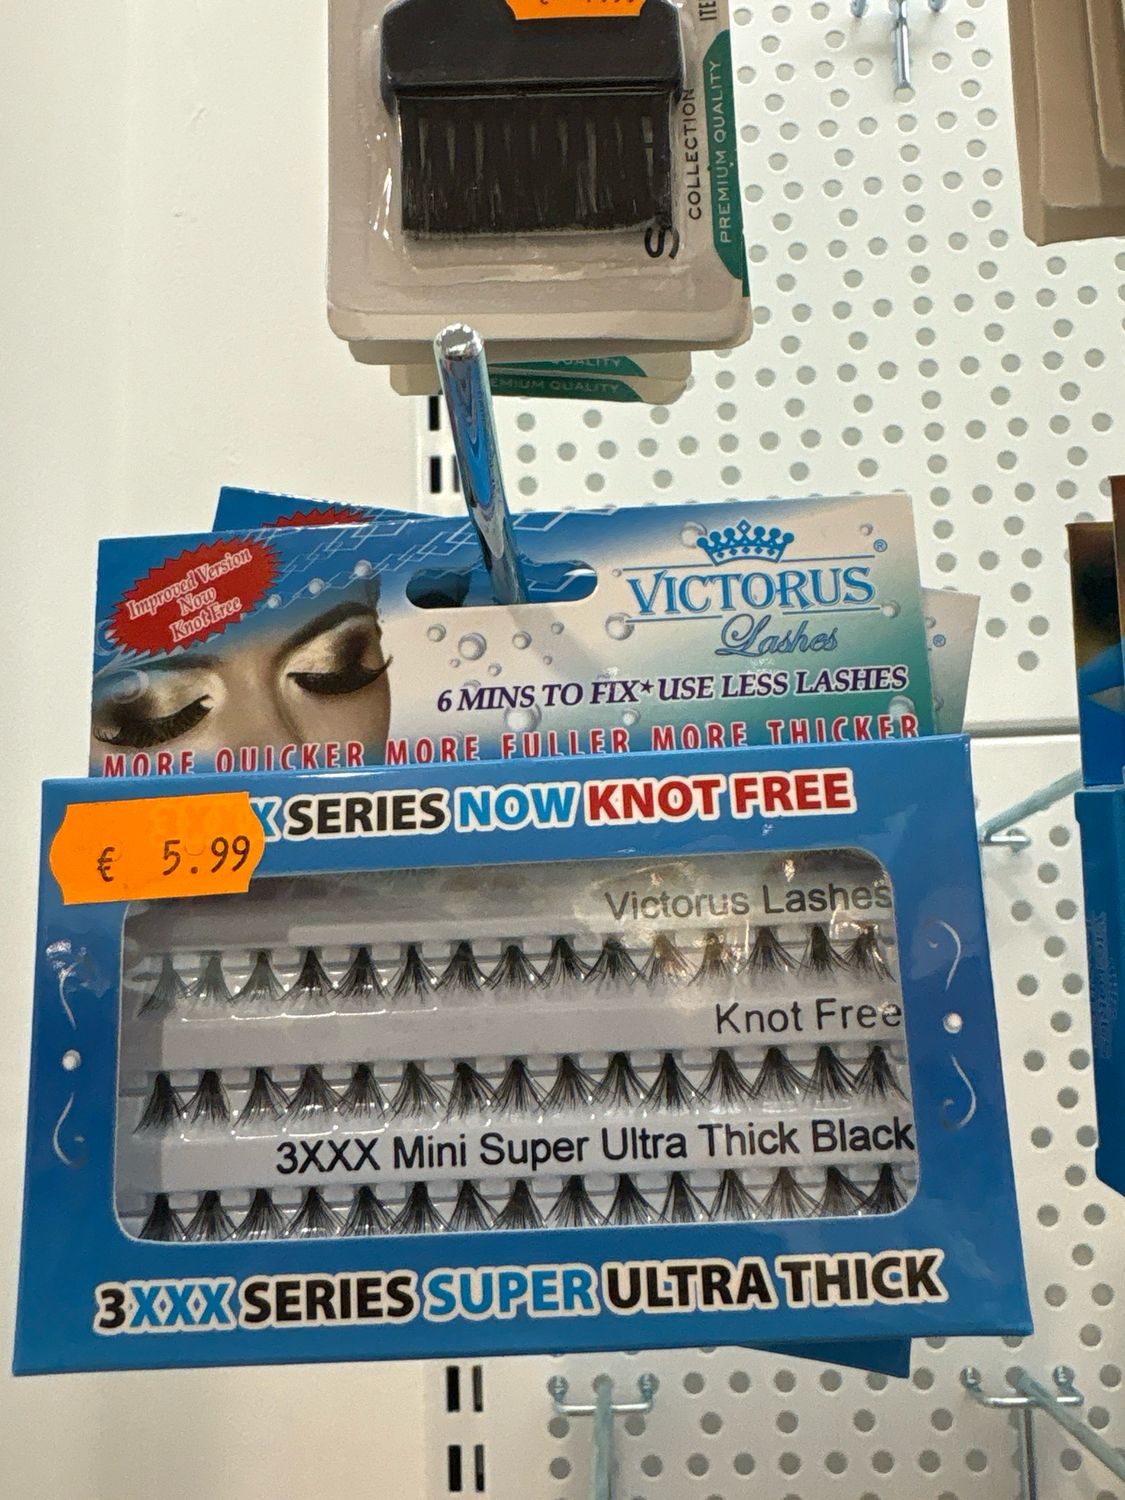 COLLECTION
PREMIUM QUALITY
QUALITY
EMIUM QUALITY
Improved Version
Now
Knot Free
VICTORUS®
Lashes
6 MINS TO FIX*USE LESS LASHES
MORE QUICKER MORE FULLER MORE THICKER
3XXX SERIES NOW KNOT FREE
€ 5.99
Victorus Lashes
Knot Free
3XXX Mini Super Ultra Thick Black
3XXX SERIES SUPER ULTRA THICK